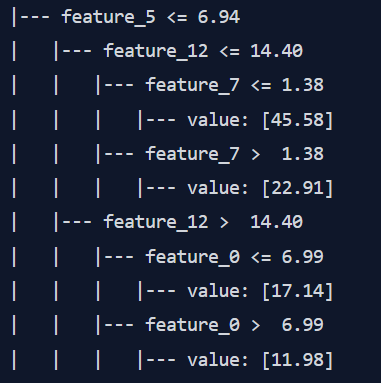 |--- feature_5 <= 6.94
|   |--- feature_12 <= 14.40
|   |   |--- feature_7 <= 1.38
|   |   |   |--- value: [45.58]
|   |   |--- feature_7 >  1.38
|   |   |   |--- value: [22.91]
|   |--- feature_12 >  14.40
|   |   |--- feature_0 <= 6.99
|   |   |   |--- value: [17.14]
|   |   |--- feature_0 >  6.99
|   |   |   |--- value: [11.98]